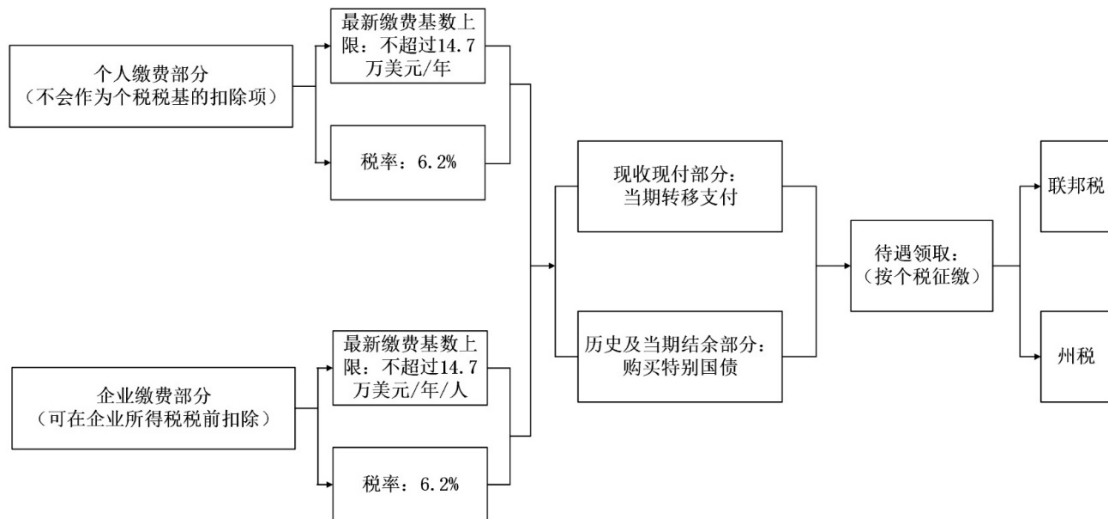 个人缴费部分
（不会作为个税税基的扣除项）
最新缴费基数上
限：不超过14.7
万美元/年
税率：6.2%
企业缴费部分
（可在企业所得税税前扣除）
最新缴费基数上
限：不超过14.7
万美元/年/人
税率：6.2%
现收现付部分：
当期转移支付
历史及当期结余部分：
购买特别国债
待遇领取：
（按个税征缴）
联邦税
州税